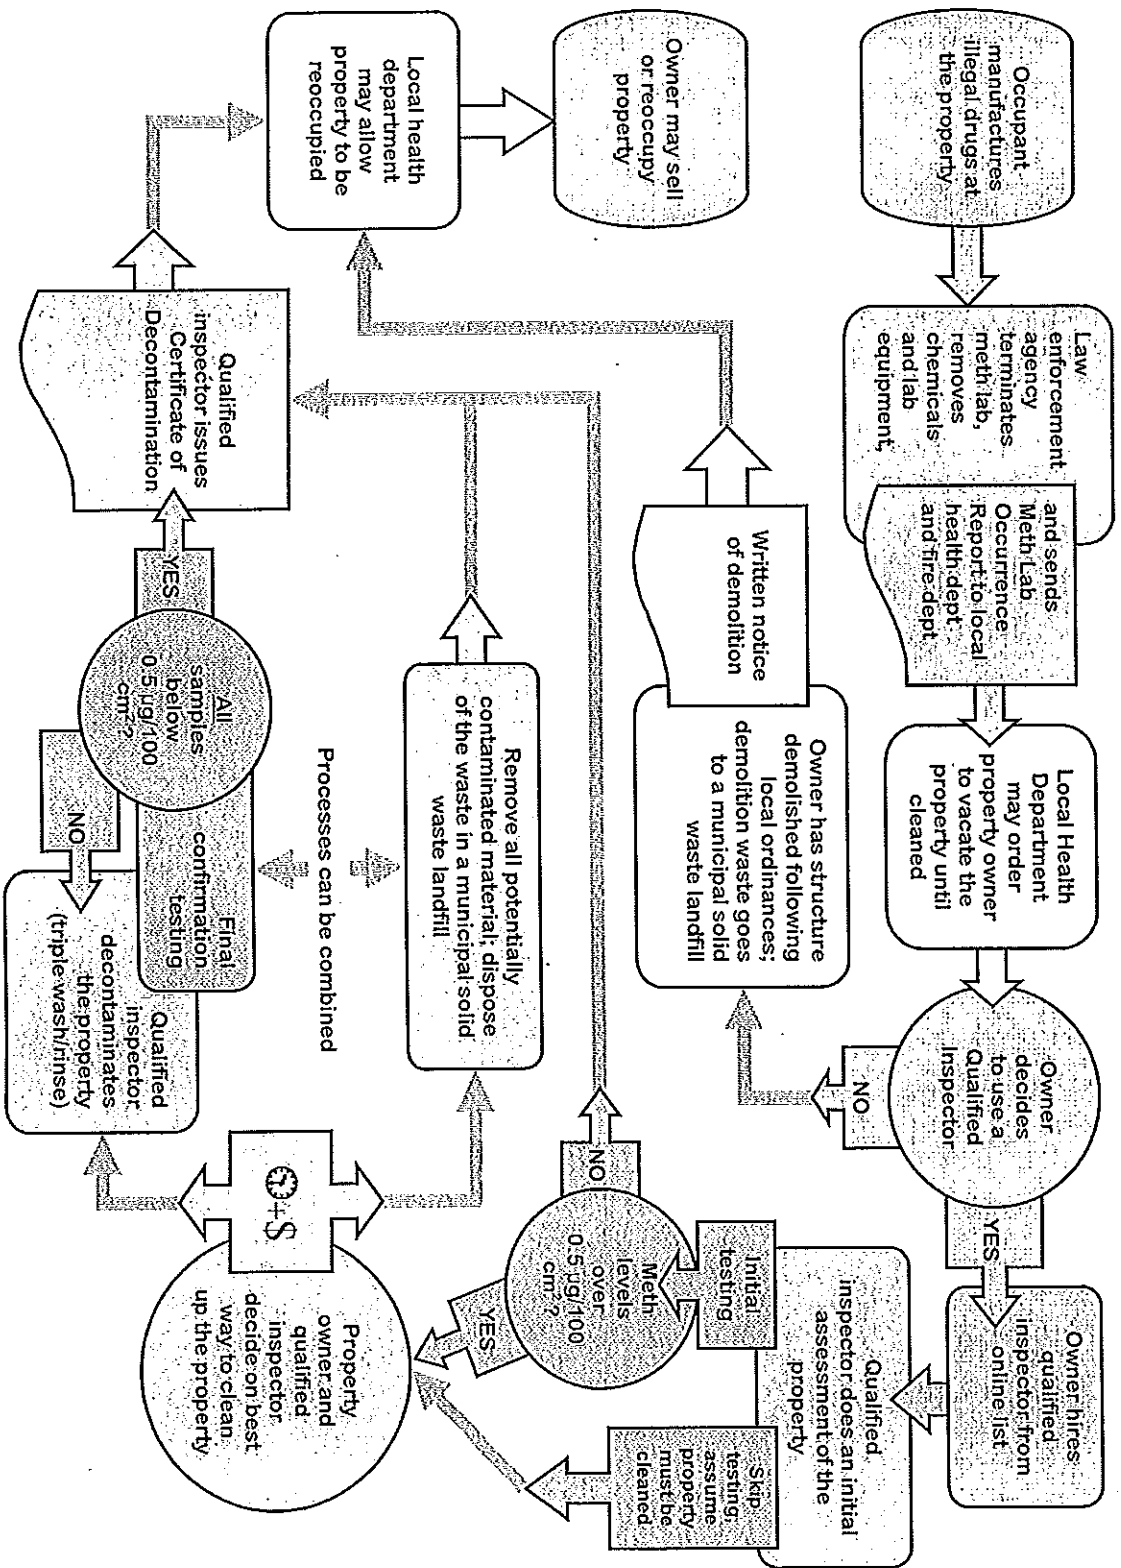 Occupant
manufactures
illegal drugs at
the property
Law
enforcement
agency
terminates
meth lab,
removes
chemicals
and lab
equipment,
and sends
Meth Lab
Occurrence
Report to local
health dept.
and fire dept.
Local Health
Department
may order
property owner
to vacate the
property until
cleaned
Owner
decides
to use a
Qualified
Inspector
YES
NO
Owner hires
qualified
inspector from
online list
Qualified
inspector does an initial
assessment of the
property
Initial
testing
Skip
testing,
assume
property
must be
cleaned
Owner has structure
demolished following
local ordinances;
demolition waste goes
to a municipal solid
waste landfill
Written notice
of demolition
Meth
levels
over
0.5 µg/100
cm²?
NO
YES
Property
owner and
qualified
inspector
decide on best
way to clean
up the property
+$
Remove all potentially
contaminated material; dispose
of the waste in a municipal solid
waste landfill
Processes can be combined
Qualified
inspector
decontaminates
the property
(triple wash/rinse)
Final
confirmation
testing
All
samples
below
0.5 µg/100
cm²?
NO
YES
Qualified
inspector issues
Certificate of
Decontamination
Local health
department
may allow
property to be
reoccupied
Owner may sell
or reoccupy
property